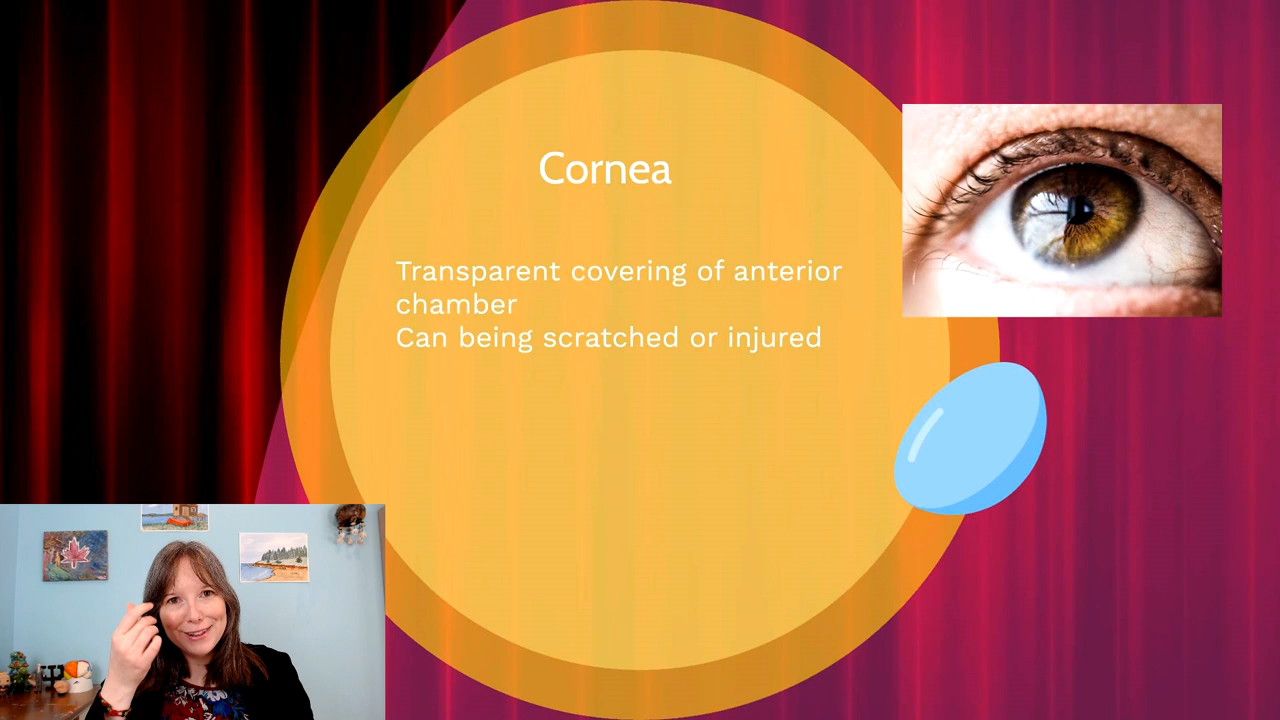 Cornea
Transparent covering of anterior
chamber
Can being scratched or injured